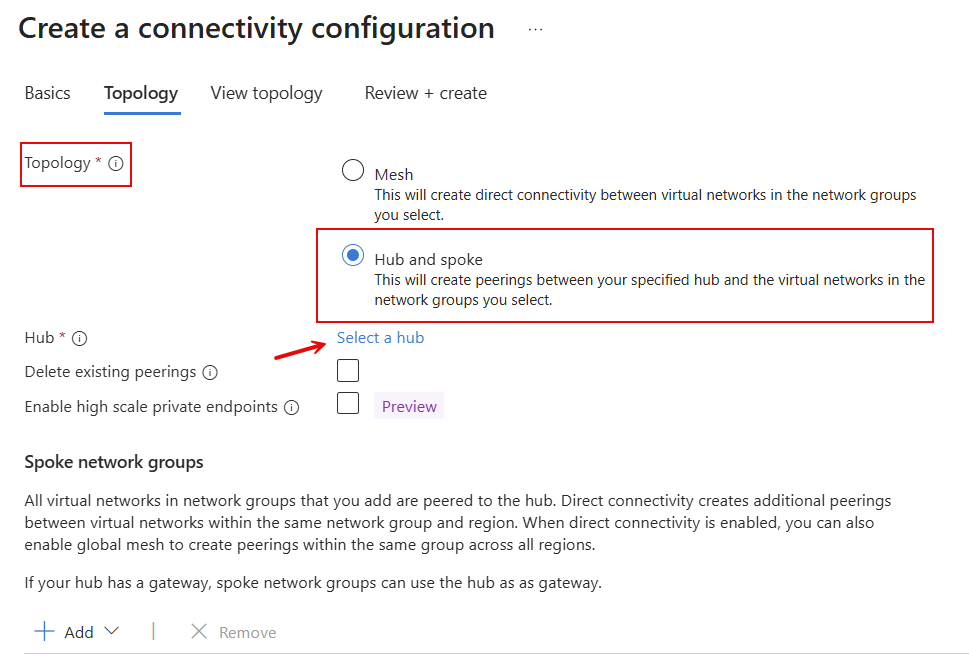 Create a connectivity configuration ...
Basics Topology View topology Review + create
Topology *
Mesh
This will create direct connectivity between virtual networks in the network groups
you select.
Hub and spoke
This will create peerings between your specified hub and the virtual networks in the
network groups you select.
Hub * Select a hub
Delete existing peerings
Enable high scale private endpoints Preview
Spoke network groups
All virtual networks in network groups that you add are peered to the hub. Direct connectivity creates additional peerings
between virtual networks within the same network group and region. When direct connectivity is enabled, you can also
enable global mesh to create peerings within the same group across all regions.
If your hub has a gateway, spoke network groups can use the hub as as gateway.
Add | Remove